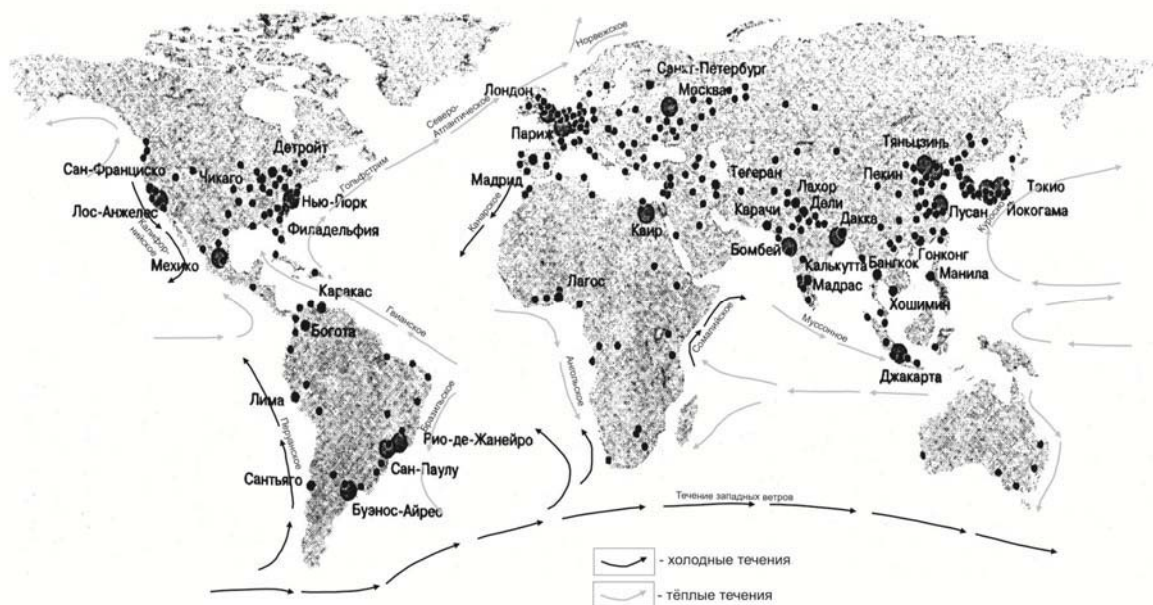 Норвежское
Санкт-Петербург
Москва
Лондон
Северо-
Атлантическое
Париж
Детройт
Тяньцзинь
Сан-Франциско
Чикаго
Гольфстрим
Мадрид
Тегеран
Лахор
Пекин
Токио
Лос-Анжелес
Нью-Йорк
Канарское
Дели
Карачи
Дакка
Пусан
Йокогама
Куросио
Калифор-
нийское
Филадельфия
Каир
Мехико
Бомбей
Гонконг
Калькутта
Бангкок
Манила
Каракас
Лагос
Мадрас
Хошимин
Богота
Гвианское
Сомалийское
Муссонное
Ангольское
Джакарта
Лима
Бразильское
Перуанское
Рио-де-Жанейро
Сан-Паулу
Сантьяго
Буэнос-Айрес
Течение западных ветров
- холодные течения
- тёплые течения